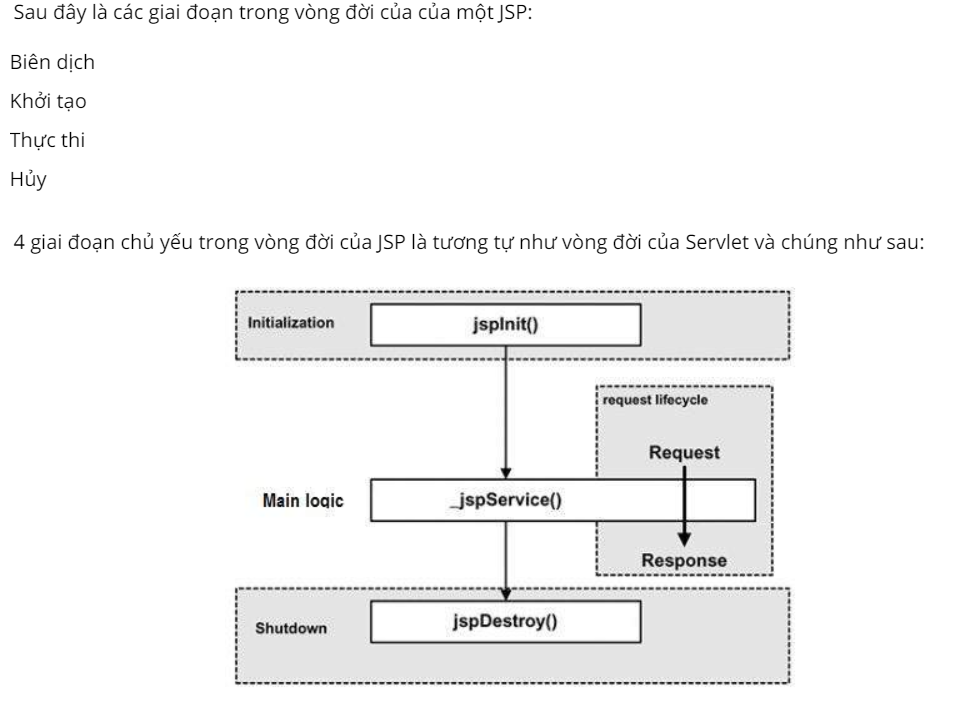 Sau đây là các giai đoạn trong vòng đời của của một JSP:
Biên dịch
Khởi tạo
Thực thi
Hủy
4 giai đoạn chủ yếu trong vòng đời của JSP là tương tự như vòng đời của Servlet và chúng như sau:
Initialization
jspInit()
request lifecycle
Request
Main logic
_jspService()
Response
Shutdown
jspDestroy()